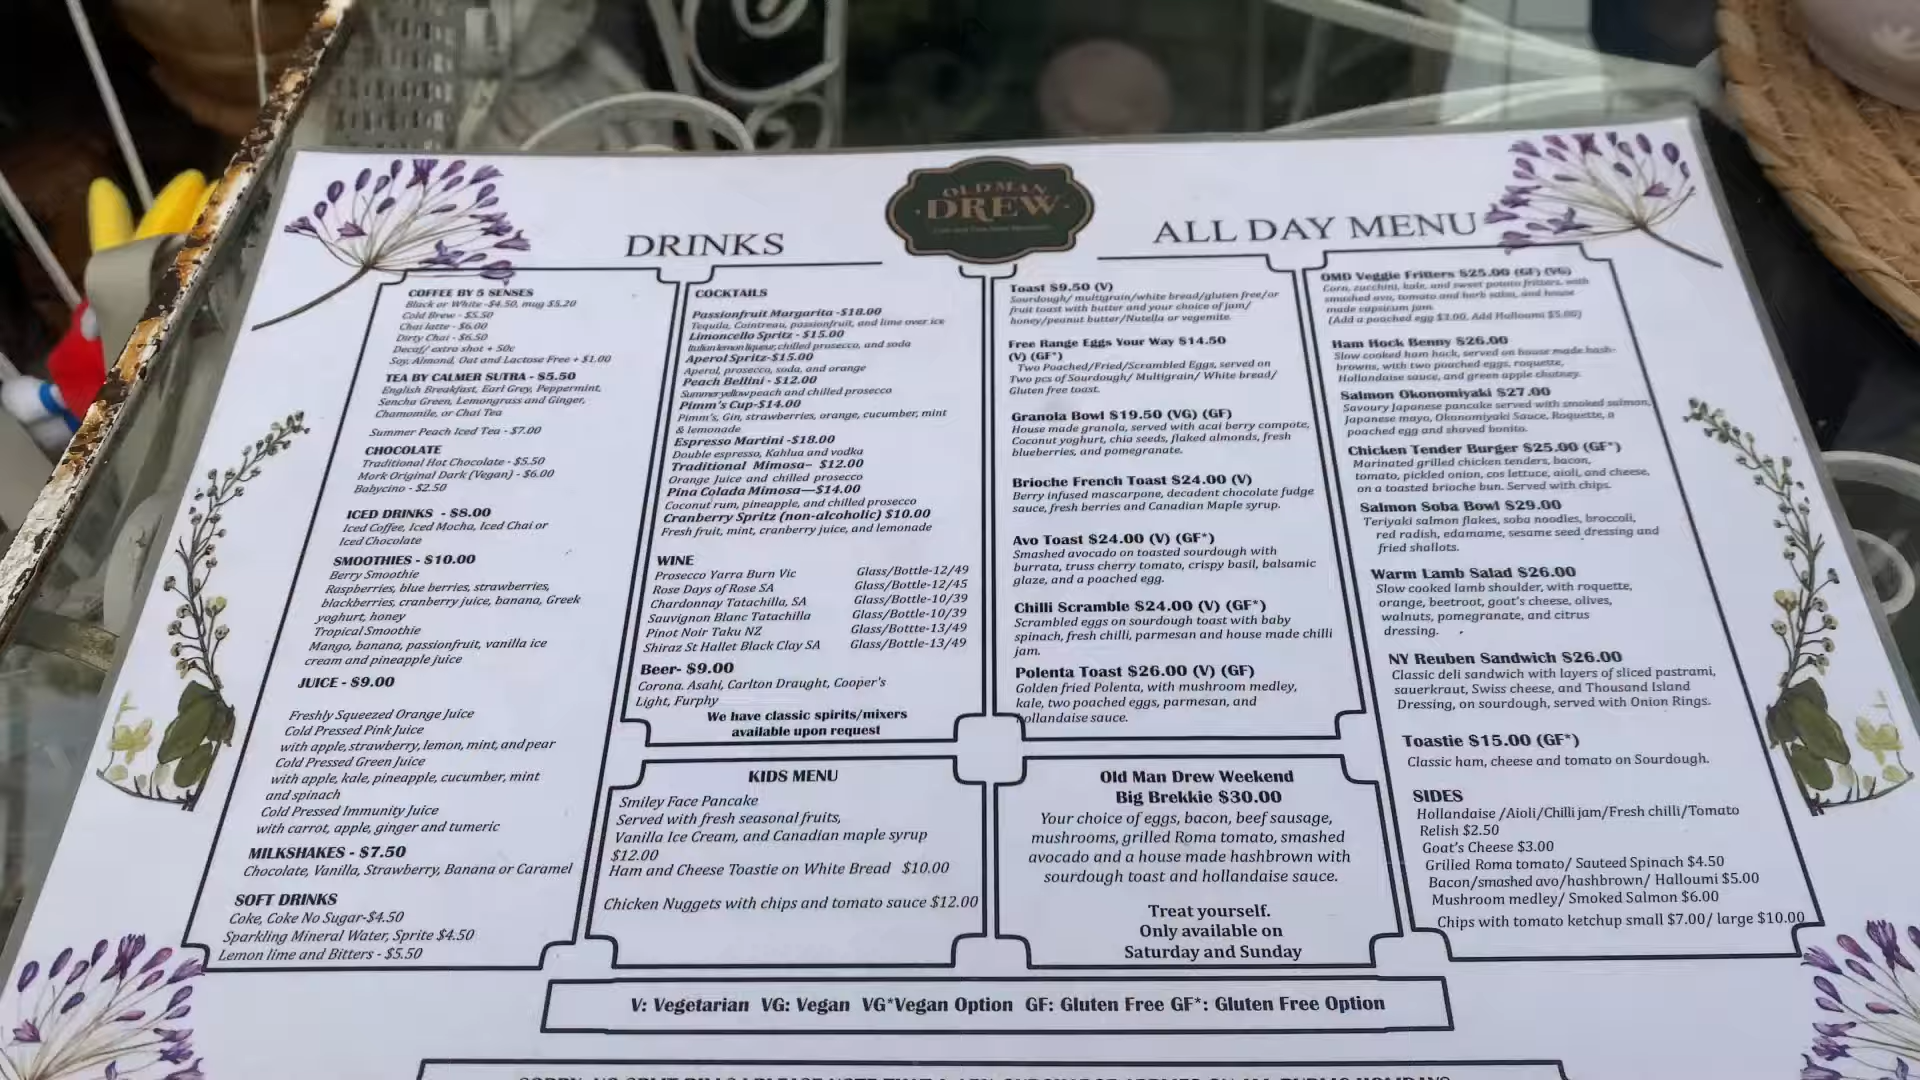 OLD MAN
DREW
DRINKS
COFFEE BY 5 SENSES
Black or White -$4.50, mug $5.20
Cold Brew - $5.50
Chai latte - $6.00
Dirty Chai - $6.50
Decaf/ extra shot + 50c
Soy, Almond, Oat and Lactose Free + $1.00
TEA BY CALMER SUTRA - $5.50
English Breakfast, Earl Grey, Peppermint,
Sencha Green, Lemongrass and Ginger,
Chamomile, or Chai Tea
Summer Peach Iced Tea - $7.00
CHOCOLATE
Traditional Hot Chocolate - $5.50
Mork Original Dark (Vegan) - $6.00
Babycino - $2.50
ICED DRINKS - $8.00
Iced Coffee, Iced Mocha, Iced Chai or
Iced Chocolate
SMOOTHIES - $10.00
Berry Smoothie
Raspberries, blue berries, strawberries,
blackberries, cranberry juice, banana, Greek
yoghurt, honey
Tropical Smoothie
Mango, banana, passionfruit, vanilla ice
cream and pineapple juice
JUICE - $9.00
Freshly Squeezed Orange Juice
Cold Pressed Pink Juice
with apple, strawberry, lemon, mint, and pear
Cold Pressed Green Juice
with apple, kale, pineapple, cucumber, mint
and spinach
Cold Pressed Immunity Juice
with carrot, apple, ginger and tumeric
MILKSHAKES - $7.50
Chocolate, Vanilla, Strawberry, Banana or Caramel
SOFT DRINKS
Coke, Coke No Sugar-$4.50
Sparkling Mineral Water, Sprite $4.50
Lemon lime and Bitters - $5.50
COCKTAILS
Passionfruit Margarita -$18.00
Tequila, Cointreau, passionfruit, and lime over ice
Limoncello Spritz - $15.00
Italian lemon liqueur, chilled prosecco, and soda
Aperol Spritz-$15.00
Aperol, prosecco, soda, and orange
Peach Bellini - $12.00
Summer yellow peach and chilled prosecco
Pimm's Cup-$14.00
Pimm's, Gin, strawberries, orange, cucumber, mint
& lemonade
Espresso Martini -$18.00
Double espresso, Kahlua and vodka
Traditional Mimosa– $12.00
Orange Juice and chilled prosecco
Pina Colada Mimosa—$14.00
Coconut rum, pineapple, and chilled prosecco
Cranberry Spritz (non-alcoholic) $10.00
Fresh fruit, mint, cranberry juice, and lemonade
WINE
Prosecco Yarra Burn Vic Glass/Bottle-12/49
Rose Days of Rose SA Glass/Bottle-12/45
Chardonnay Tatachilla, SA Glass/Bottle-10/39
Sauvignon Blanc Tatachilla Glass/Bottle-10/39
Pinot Noir Taku NZ Glass/Bottte-13/49
Shiraz St Hallet Black Clay SA Glass/Bottle-13/49
Beer- $9.00
Corona. Asahi, Carlton Draught, Cooper's
Light, Furphy
We have classic spirits/mixers
available upon request
KIDS MENU
Smiley Face Pancake
Served with fresh seasonal fruits,
Vanilla Ice Cream, and Canadian maple syrup
$12.00
Ham and Cheese Toastie on White Bread $10.00
Chicken Nuggets with chips and tomato sauce $12.00
ALL DAY MENU
Toast $9.50 (V)
Sourdough/ multigrain/white bread/gluten free/or
fruit toast with butter and your choice of jam/
honey/peanut butter/Nutella or vegemite.
Free Range Eggs Your Way $14.50
(V) (GF*)
Two Poached/Fried/Scrambled Eggs, served on
Two pcs of Sourdough/ Multigrain/ White bread/
Gluten free toast.
Granola Bowl $19.50 (VG) (GF)
House made granola, served with acai berry compote,
Coconut yoghurt, chia seeds, flaked almonds, fresh
blueberries, and pomegranate.
Brioche French Toast $24.00 (V)
Berry infused mascarpone, decadent chocolate fudge
sauce, fresh berries and Canadian Maple syrup.
Avo Toast $24.00 (V) (GF*)
Smashed avocado on toasted sourdough with
burrata, truss cherry tomato, crispy basil, balsamic
glaze, and a poached egg.
Chilli Scramble $24.00 (V) (GF*)
Scrambled eggs on sourdough toast with baby
spinach, fresh chilli, parmesan and house made chilli
jam.
Polenta Toast $26.00 (V) (GF)
Golden fried Polenta, with mushroom medley,
kale, two poached eggs, parmesan, and
hollandaise sauce.
Old Man Drew Weekend
Big Brekkie $30.00
Your choice of eggs, bacon, beef sausage,
mushrooms, grilled Roma tomato, smashed
avocado and a house made hashbrown with
sourdough toast and hollandaise sauce.
Treat yourself.
Only available on
Saturday and Sunday
OMD Veggie Fritters $25.00 (GF) (VG)
Corn, zucchini, kale, and sweet potato fritters, with
smashed avo, tomato and herb salsa, and house
made capsicum jam.
(Add a poached egg $3.00, Add Halloumi $5.00)
Ham Hock Benny $26.00
Slow cooked ham hock, served on house made hash-
browns, with two poached eggs, roquette,
Hollandaise sauce, and green apple chutney.
Salmon Okonomiyaki $27.00
Savoury Japanese pancake served with smoked salmon,
Japanese mayo, Okonomiyaki Sauce, Roquette, a
poached egg and shaved bonito.
Chicken Tender Burger $25.00 (GF*)
Marinated grilled chicken tenders, bacon,
tomato, pickled onion, cos lettuce, aioli, and cheese,
on a toasted brioche bun. Served with chips.
Salmon Soba Bowl $29.00
Teriyaki salmon flakes, soba noodles, broccoli,
red radish, edamame, sesame seed dressing and
fried shallots.
Warm Lamb Salad $26.00
Slow cooked lamb shoulder, with roquette,
orange, beetroot, goat's cheese, olives,
walnuts, pomegranate, and citrus
dressing.
NY Reuben Sandwich $26.00
Classic deli sandwich with layers of sliced pastrami,
sauerkraut, Swiss cheese, and Thousand Island
Dressing, on sourdough, served with Onion Rings.
Toastie $15.00 (GF*)
Classic ham, cheese and tomato on Sourdough.
SIDES
Hollandaise /Aioli/Chilli jam/Fresh chilli/Tomato
Relish $2.50
Goat's Cheese $3.00
Grilled Roma tomato/ Sauteed Spinach $4.50
Bacon/smashed avo/hashbrown/ Halloumi $5.00
Mushroom medley/ Smoked Salmon $6.00
Chips with tomato ketchup small $7.00/ large $10.00
V: Vegetarian VG: Vegan VG*Vegan Option GF: Gluten Free GF*: Gluten Free Option